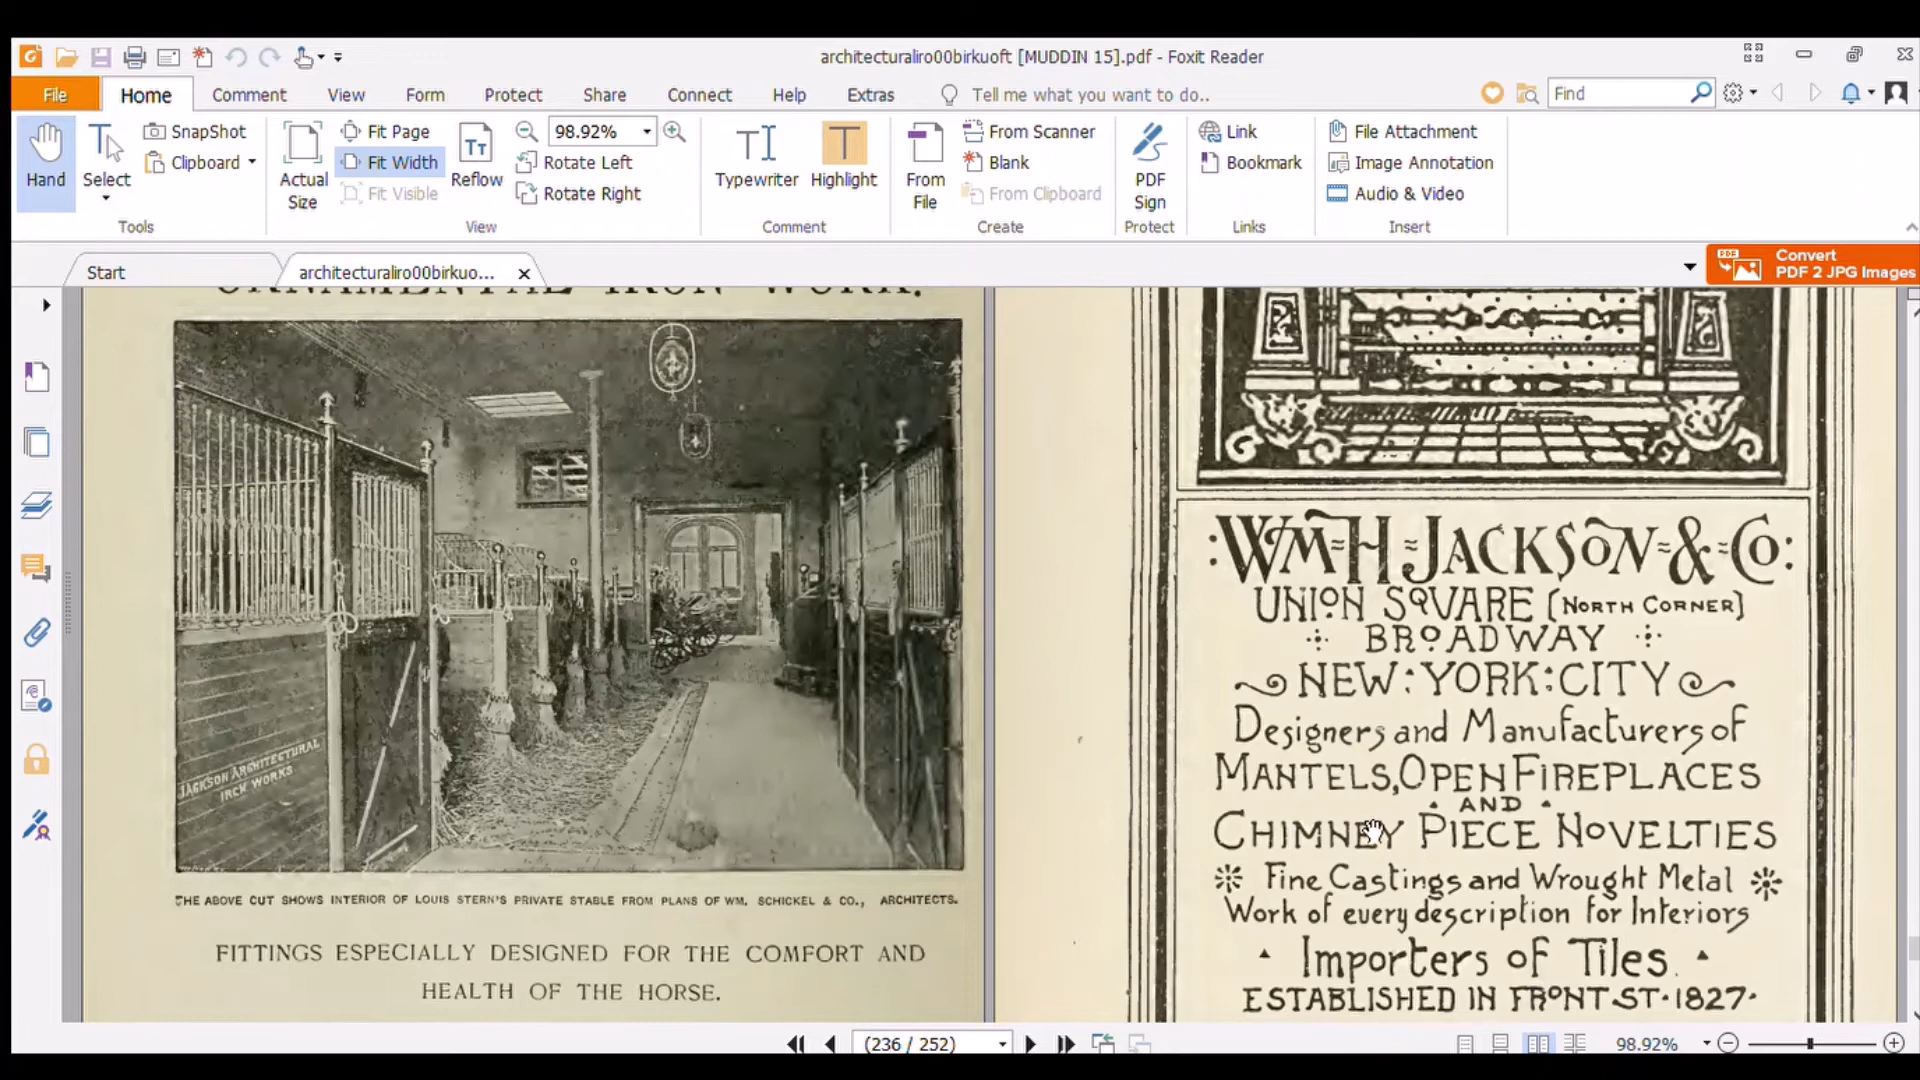 architecturaliro00birkuoft [MUDDIN 15].pdf - Foxit Reader
File Home Comment View Form Protect Share Connect Help Extras Tell me what you want to do.. Find
Hand
Select
SnapShot
Clipboard
Tools
Actual Size
Fit Page
Fit Width
Fit Visible
Reflow
98.92%
Rotate Left
Rotate Right
View
Typewriter
Highlight
Comment
From File
From Scanner
Blank
From Clipboard
Create
PDF Sign
Protect
Link
Bookmark
Links
File Attachment
Image Annotation
Audio & Video
Insert
Start
architecturaliro00birkuo...
PDF
Convert
PDF 2 JPG Images
ORNAMENTAL IRON WORK.
JACKSON ARCHITECTURAL
IRON WORKS
THE ABOVE CUT SHOWS INTERIOR OF LOUIS STERN'S PRIVATE STABLE FROM PLANS OF WM. SCHICKEL & CO., ARCHITECTS.
FITTINGS ESPECIALLY DESIGNED FOR THE COMFORT AND
HEALTH OF THE HORSE.
:WM=H=JACKSON=&=CO:
UNION SQUARE (NORTH CORNER)
BROADWAY
NEW:YORK:CITY
Designers and Manufacturers of
MANTELS, OPEN FIREPLACES
AND
CHIMNEY PIECE NOVELTIES
Fine Castings and Wrought Metal
Work of every description for Interiors
Importers of Tiles.
ESTABLISHED IN FRONT-ST. 1827.
(236 / 252)
98.92%